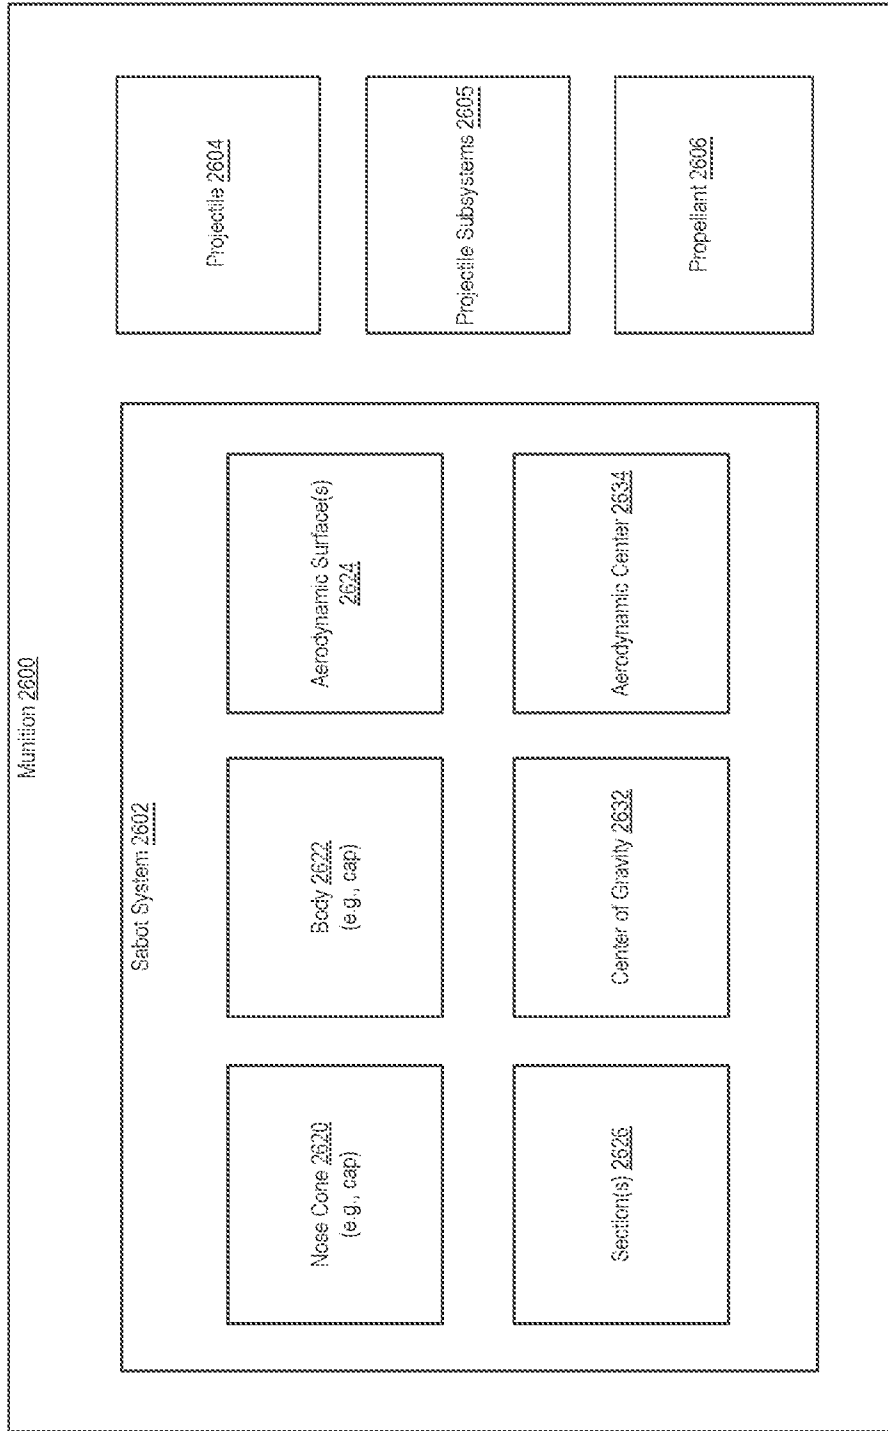 Munition 2600
Sabot System 2602
Nose Cone 2620
(e.g., cap)
Body 2622
(e.g., cap)
Aerodynamic Surface(s)
2624
Section(s) 2626
Center of Gravity 2632
Aerodynamic Center 2634
Projectile 2604
Projectile Subsystems 2605
Propellant 2606